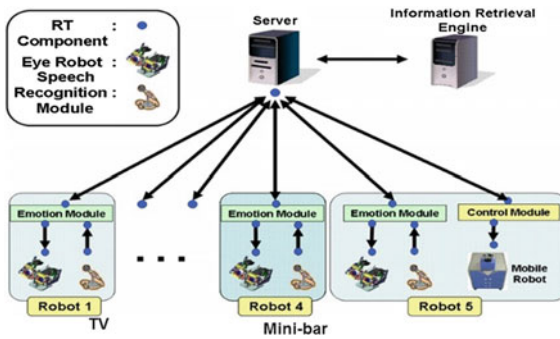 RT :
Component
Eye Robot :
Speech
Recognition :
Module
Server
Information Retrieval
Engine
Emotion Module
Emotion Module
Emotion Module
Control Module
Mobile
Robot
Robot 1
Robot 4
Robot 5
TV
Mini-bar